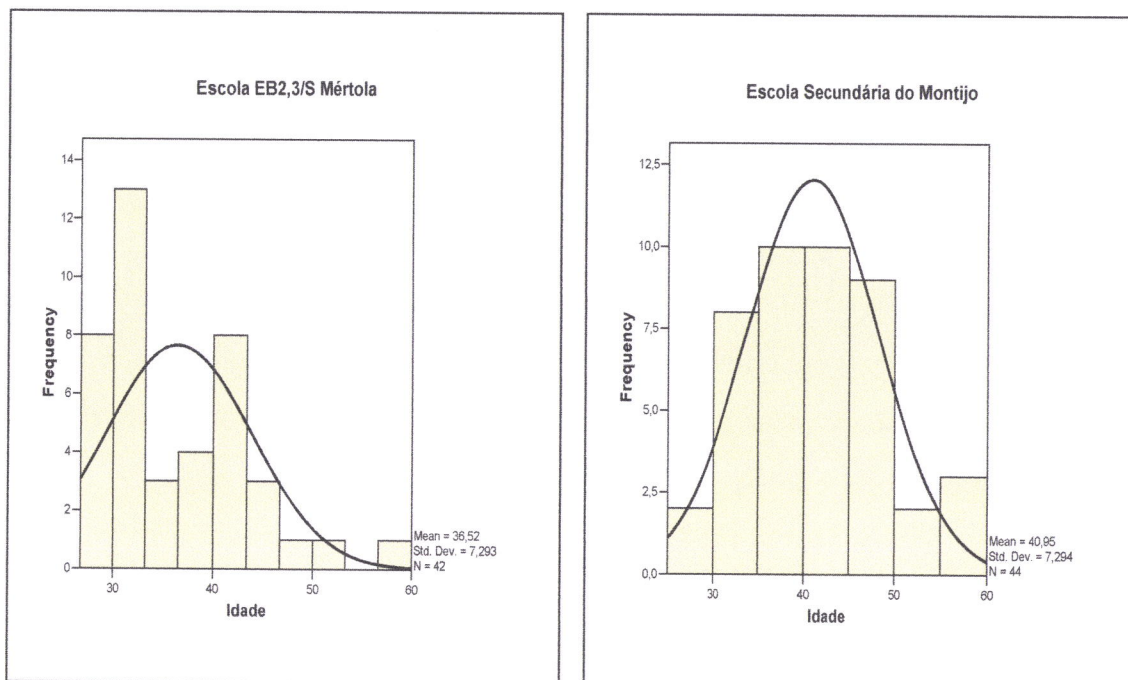 Escola EB2,3/S Mértola
14
12
10
8
6
4
2
0
Frequency
30
40
50
60
Idade
Mean = 36,52
Std. Dev. = 7,293
N = 42
Escola Secundária do Montijo
12,5
10,0
7,5
5,0
2,5
0,0
Frequency
30
40
50
60
Idade
Mean = 40,95
Std. Dev. = 7,294
N = 44